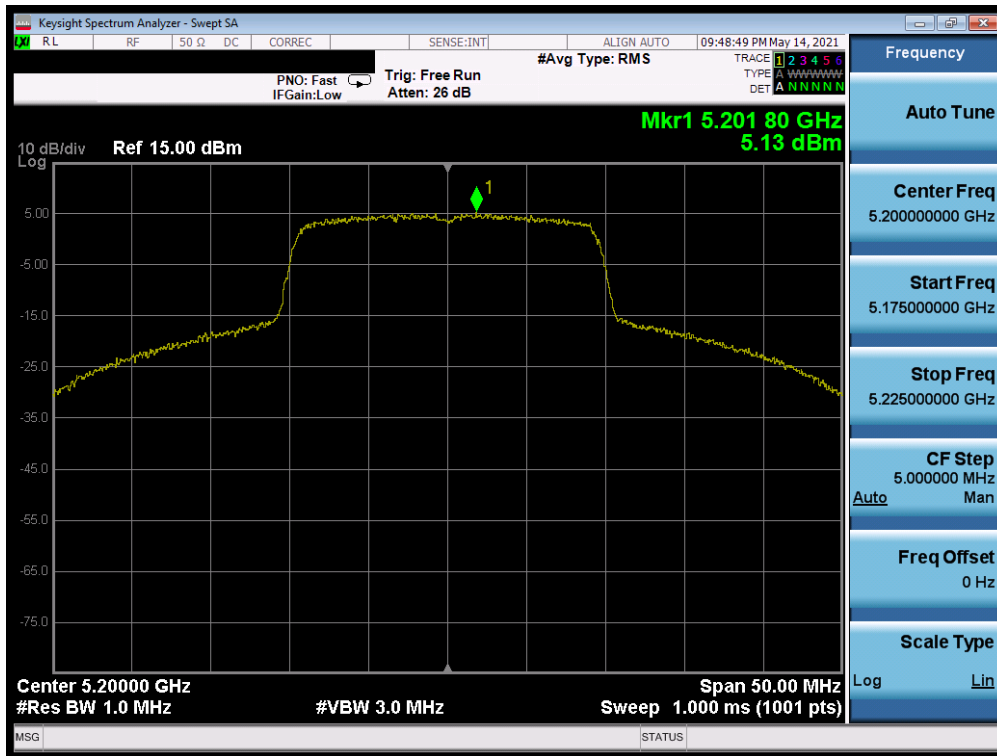 Keysight Spectrum Analyzer - Swept SA
LXI RL RF 50 Ω DC CORREC SENSE:INT ALIGN AUTO 09:48:49 PM May 14, 2021
PNO: Fast
IFGain:Low
Trig: Free Run
Atten: 26 dB
#Avg Type: RMS
TRACE 1 2 3 4 5 6
TYPE A WWWWW
DET A N N N N N
Mkr1 5.201 80 GHz
5.13 dBm
10 dB/div
Log
Ref 15.00 dBm
1
5.00
-5.00
-15.0
-25.0
-35.0
-45.0
-55.0
-65.0
-75.0
Center 5.20000 GHz
Span 50.00 MHz
#Res BW 1.0 MHz
#VBW 3.0 MHz
Sweep 1.000 ms (1001 pts)
MSG
STATUS
Frequency
Auto Tune
Center Freq
5.200000000 GHz
Start Freq
5.175000000 GHz
Stop Freq
5.225000000 GHz
CF Step
5.000000 MHz
Auto Man
Freq Offset
0 Hz
Scale Type
Log Lin